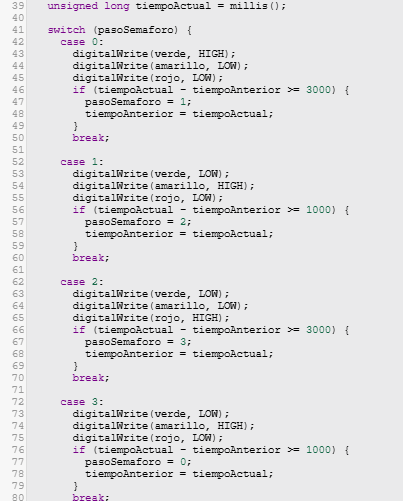 39 unsigned long tiempoActual = millis();
40
41 switch (pasoSemaforo) {
42 case 0:
43 digitalWrite(verde, HIGH);
44 digitalWrite(amarillo, LOW);
45 digitalWrite(rojo, LOW);
46 if (tiempoActual - tiempoAnterior >= 3000) {
47 pasoSemaforo = 1;
48 tiempoAnterior = tiempoActual;
49 }
50 break;
51
52 case 1:
53 digitalWrite(verde, LOW);
54 digitalWrite(amarillo, HIGH);
55 digitalWrite(rojo, LOW);
56 if (tiempoActual - tiempoAnterior >= 1000) {
57 pasoSemaforo = 2;
58 tiempoAnterior = tiempoActual;
59 }
60 break;
61
62 case 2:
63 digitalWrite(verde, LOW);
64 digitalWrite(amarillo, LOW);
65 digitalWrite(rojo, HIGH);
66 if (tiempoActual - tiempoAnterior >= 3000) {
67 pasoSemaforo = 3;
68 tiempoAnterior = tiempoActual;
69 }
70 break;
71
72 case 3:
73 digitalWrite(verde, LOW);
74 digitalWrite(amarillo, HIGH);
75 digitalWrite(rojo, LOW);
76 if (tiempoActual - tiempoAnterior >= 1000) {
77 pasoSemaforo = 0;
78 tiempoAnterior = tiempoActual;
79 }
80 break;